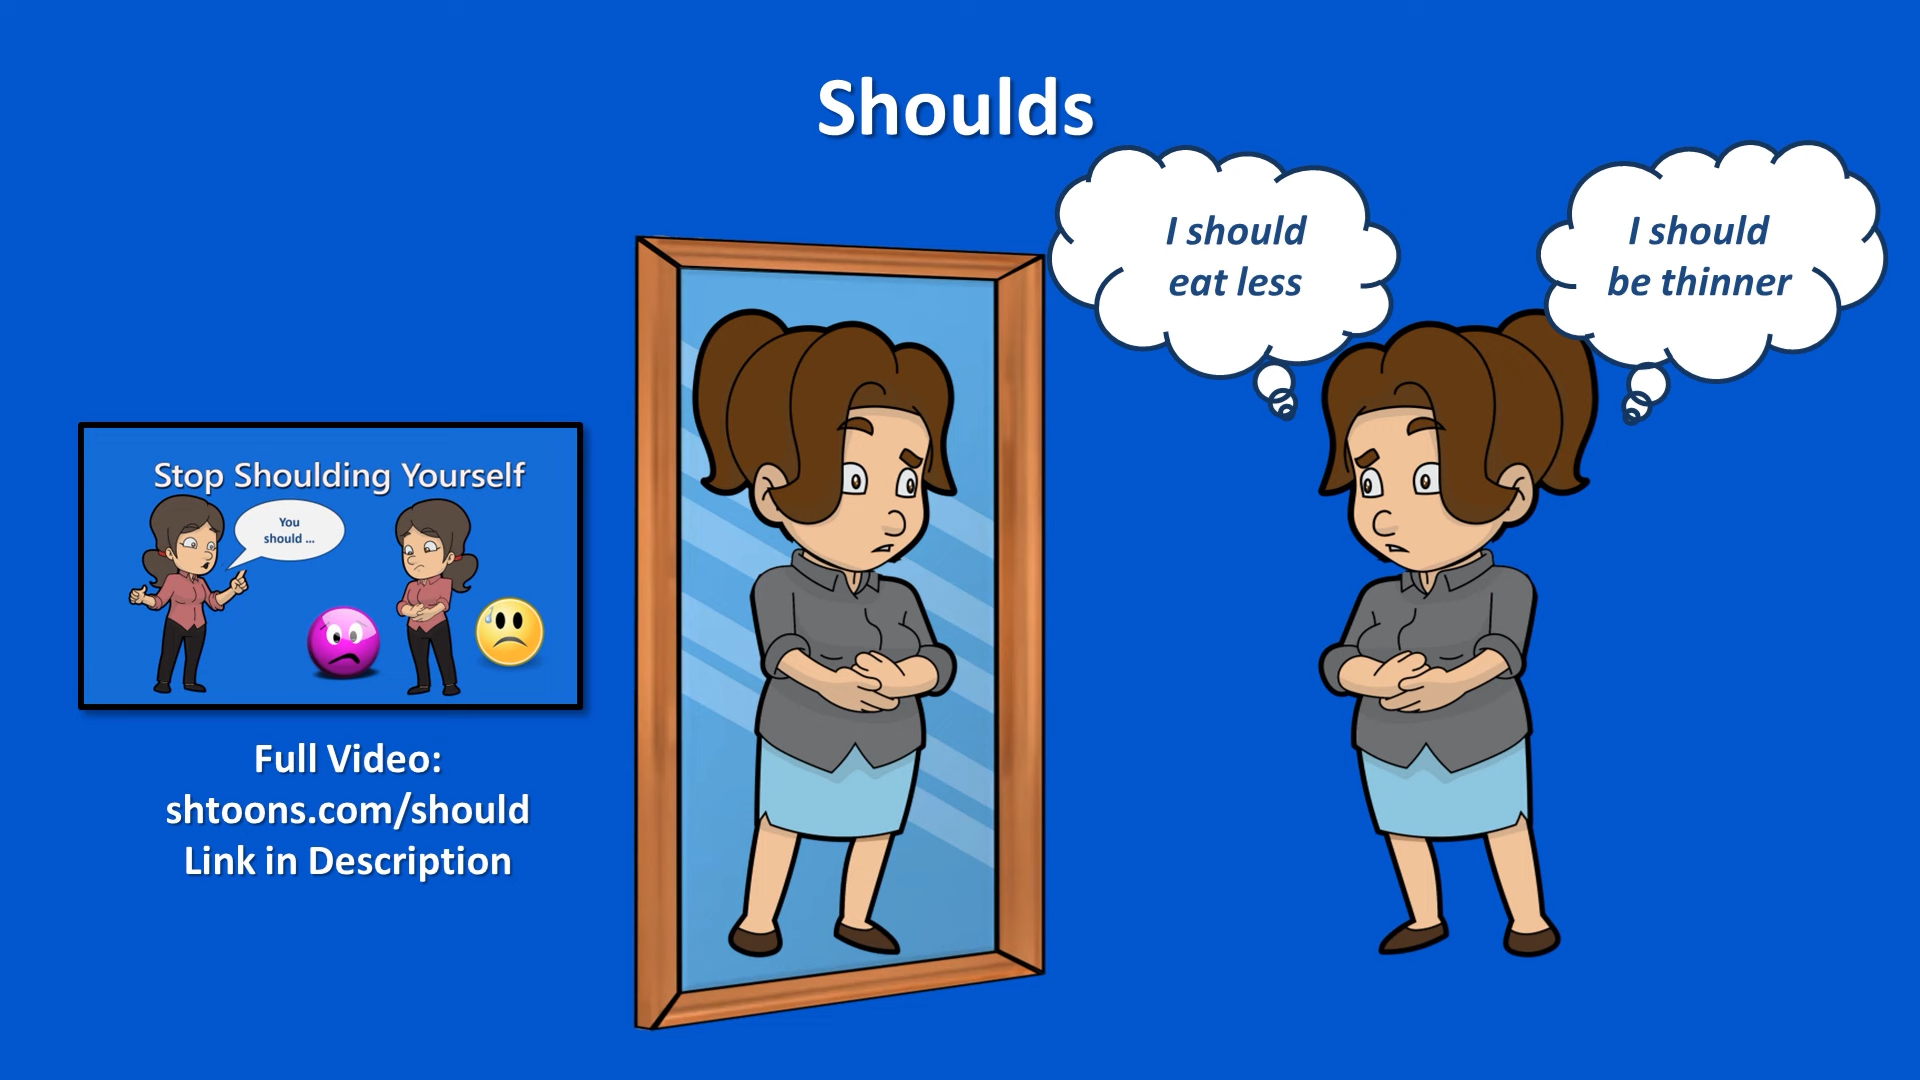 Shoulds
I should
eat less
I should
be thinner
Stop Shoulding Yourself
You
should ...
Full Video:
shtoons.com/should
Link in Description